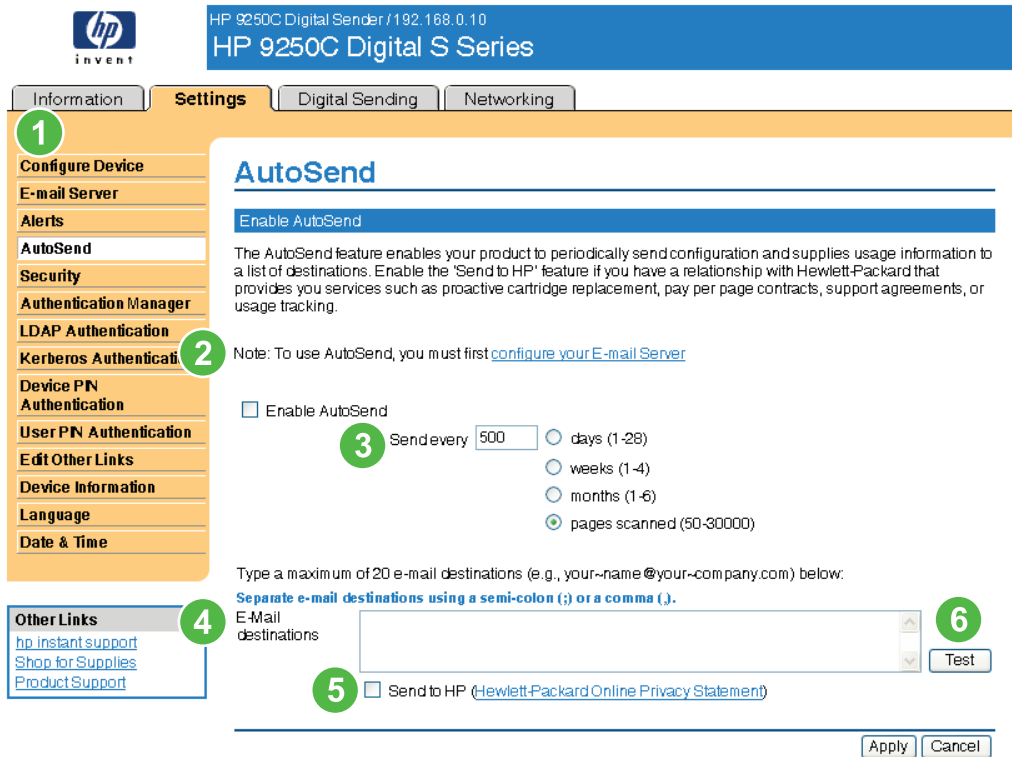 hp
invent
HP 9250C Digital Sender / 192.168.0.10
HP 9250C Digital S Series
Information
Settings
Digital Sending
Networking
1
Configure Device
E-mail Server
Alerts
AutoSend
Security
Authentication Manager
LDAP Authentication
Kerberos Authenticati
Device PIN
Authentication
User PIN Authentication
Edit Other Links
Device Information
Language
Date & Time
Other Links
hp instant support
Shop for Supplies
Product Support
AutoSend
Enable AutoSend
The AutoSend feature enables your product to periodically send configuration and supplies usage information to
a list of destinations. Enable the 'Send to HP' feature if you have a relationship with Hewlett-Packard that
provides you services such as proactive cartridge replacement, pay per page contracts, support agreements, or
usage tracking.
2
Note: To use AutoSend, you must first configure your E-mail Server
Enable AutoSend
3
Send every 500 days (1-28)
weeks (1-4)
months (1-6)
pages scanned (50-30000)
Type a maximum of 20 e-mail destinations (e.g., your~name@your~company.com) below:
Separate e-mail destinations using a semi-colon (;) or a comma (,).
4
E-Mail
destinations
6
Test
5
Send to HP (Hewlett-Packard Online Privacy Statement)
Apply
Cancel